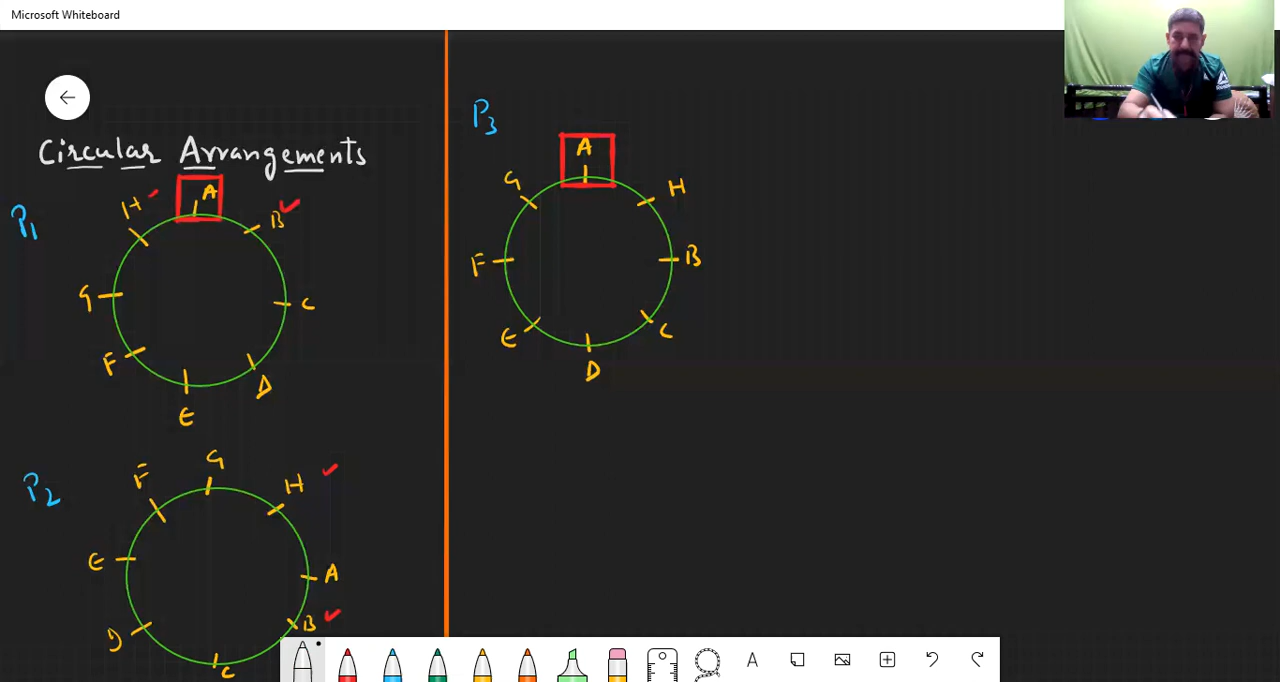 Microsoft Whiteboard
Circular Arrangements
P1
H A B
G C
F D
E
P2
F G H
E A
D B
C
P3
A
G H
F B
E C
D
A